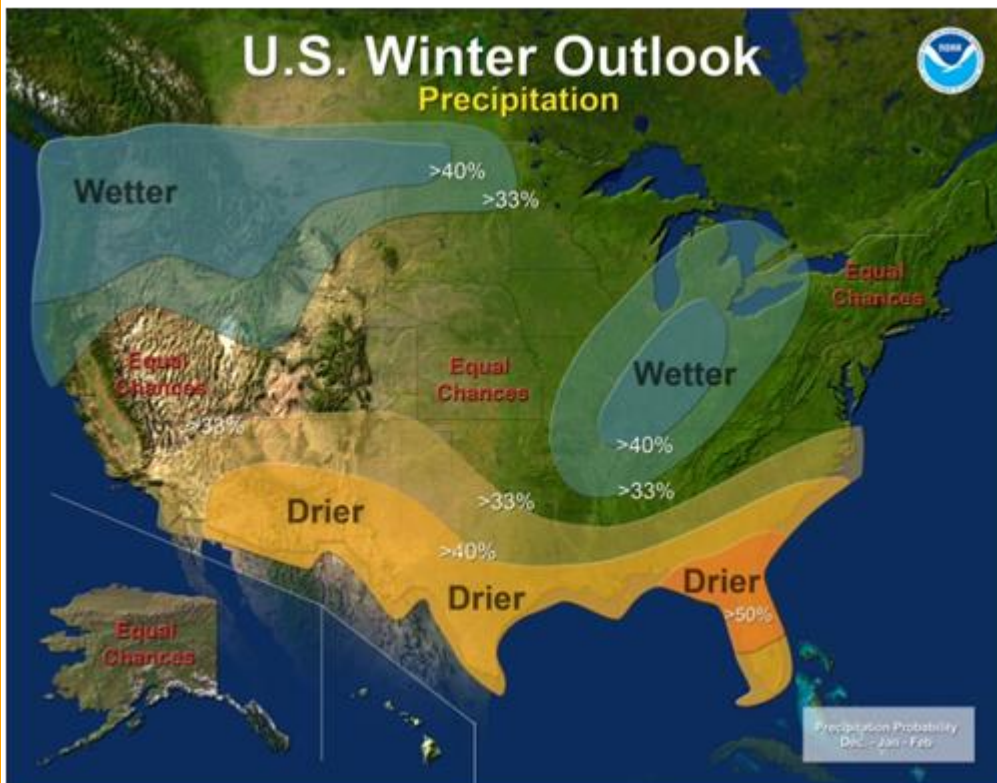 U.S. Winter Outlook
Precipitation
NOAA
>40%
Wetter
>33%
Equal
Chances
Equal
Chances
Equal
Chances
Wetter
>33%
>40%
>33%
>33%
Drier
>40%
Drier
Drier
>50%
Equal
Chances
Precipitation Probability
Dec - Jan - Feb